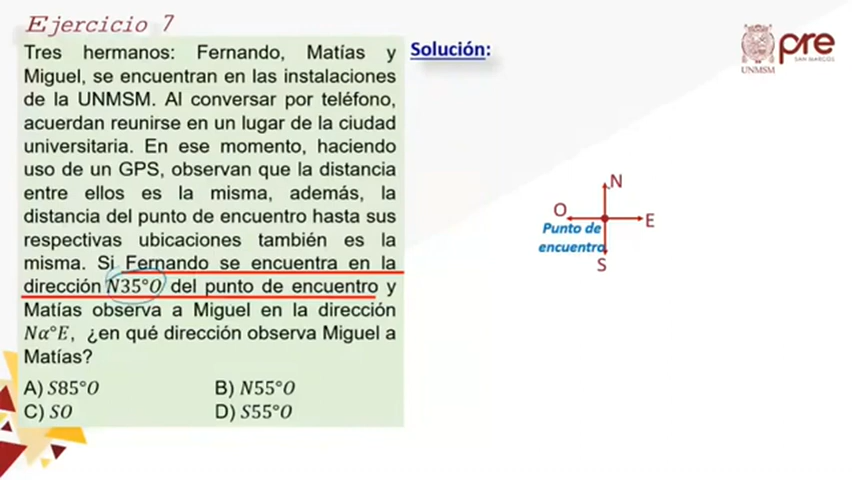 Ejercicio 7
Tres hermanos: Fernando, Matías y
Miguel, se encuentran en las instalaciones
de la UNMSM. Al conversar por teléfono,
acuerdan reunirse en un lugar de la ciudad
universitaria. En ese momento, haciendo
uso de un GPS, observan que la distancia
entre ellos es la misma, además, la
distancia del punto de encuentro hasta sus
respectivas ubicaciones también es la
misma. Si Fernando se encuentra en la
dirección N35°O del punto de encuentro y
Matías observa a Miguel en la dirección
Nα°E, ¿en qué dirección observa Miguel a
Matías?
A) S85°O B) N55°O
C) SO D) S55°O
Solución:
UNMSM
pre
SAN MARCOS
N
O
E
Punto de
encuentro
S